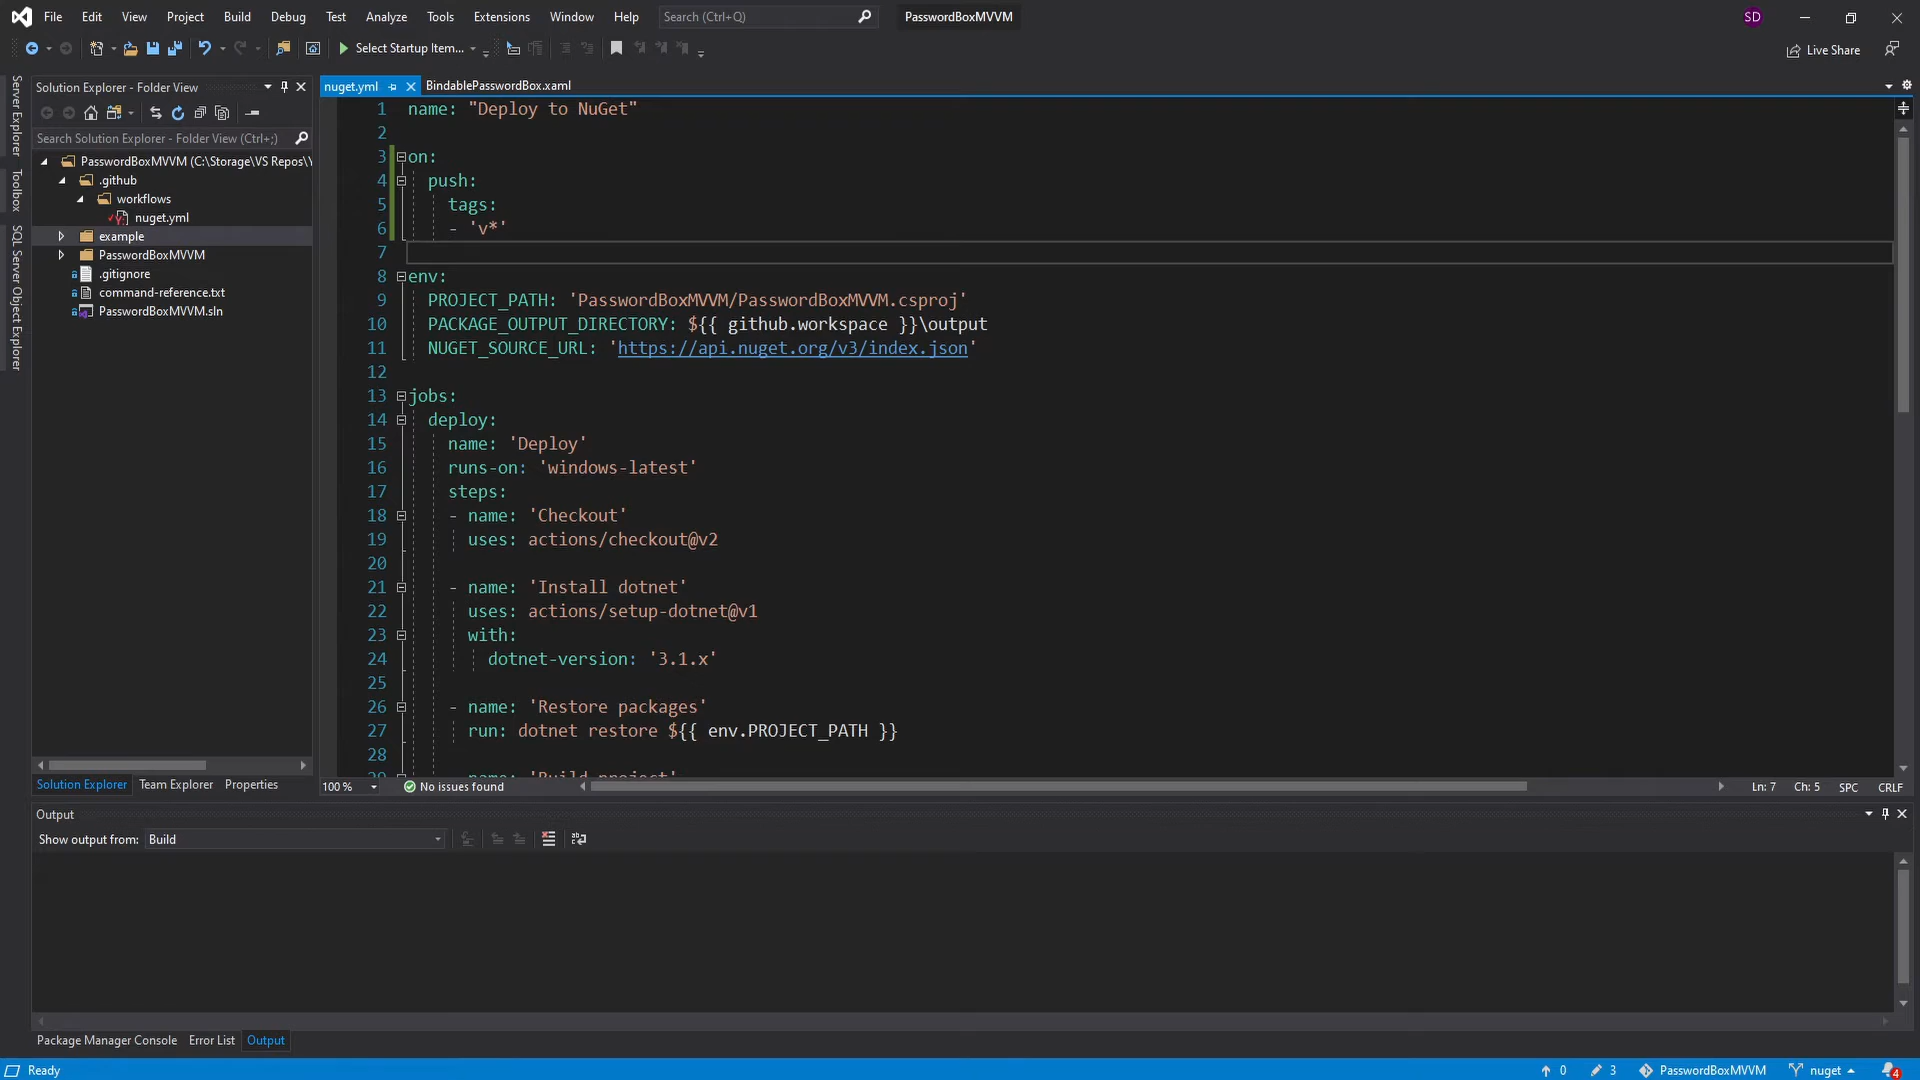 File Edit View Project Build Debug Test Analyze Tools Extensions Window Help Search (Ctrl+Q) PasswordBoxMVVM SD
Select Startup Item... Live Share
Server Explorer
Toolbox
SQL Server Object Explorer
Solution Explorer - Folder View
Search Solution Explorer - Folder View (Ctrl+;)
PasswordBoxMVVM (C:\Storage\VS Repos\Y
.github
workflows
nuget.yml
example
PasswordBoxMVVM
.gitignore
command-reference.txt
PasswordBoxMVVM.sln
Solution Explorer Team Explorer Properties
nuget.yml BindablePasswordBox.xaml
1 name: "Deploy to NuGet"
2
3 on:
4 push:
5 tags:
6 - 'v*'
7
8 env:
9 PROJECT_PATH: 'PasswordBoxMVVM/PasswordBoxMVVM.csproj'
10 PACKAGE_OUTPUT_DIRECTORY: ${{ github.workspace }}\output
11 NUGET_SOURCE_URL: 'https://api.nuget.org/v3/index.json'
12
13 jobs:
14 deploy:
15 name: 'Deploy'
16 runs-on: 'windows-latest'
17 steps:
18 - name: 'Checkout'
19 uses: actions/checkout@v2
20
21 - name: 'Install dotnet'
22 uses: actions/setup-dotnet@v1
23 with:
24 dotnet-version: '3.1.x'
25
26 - name: 'Restore packages'
27 run: dotnet restore ${{ env.PROJECT_PATH }}
28
29 - name: 'Build project'
100 % No issues found Ln: 7 Ch: 5 SPC CRLF
Output
Show output from: Build
Package Manager Console Error List Output
Ready 0 3 PasswordBoxMVVM nuget 4